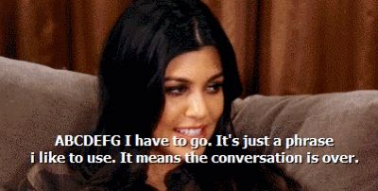 ABCDEFG I have to go. It's just a phrase
i like to use. It means the conversation is over.